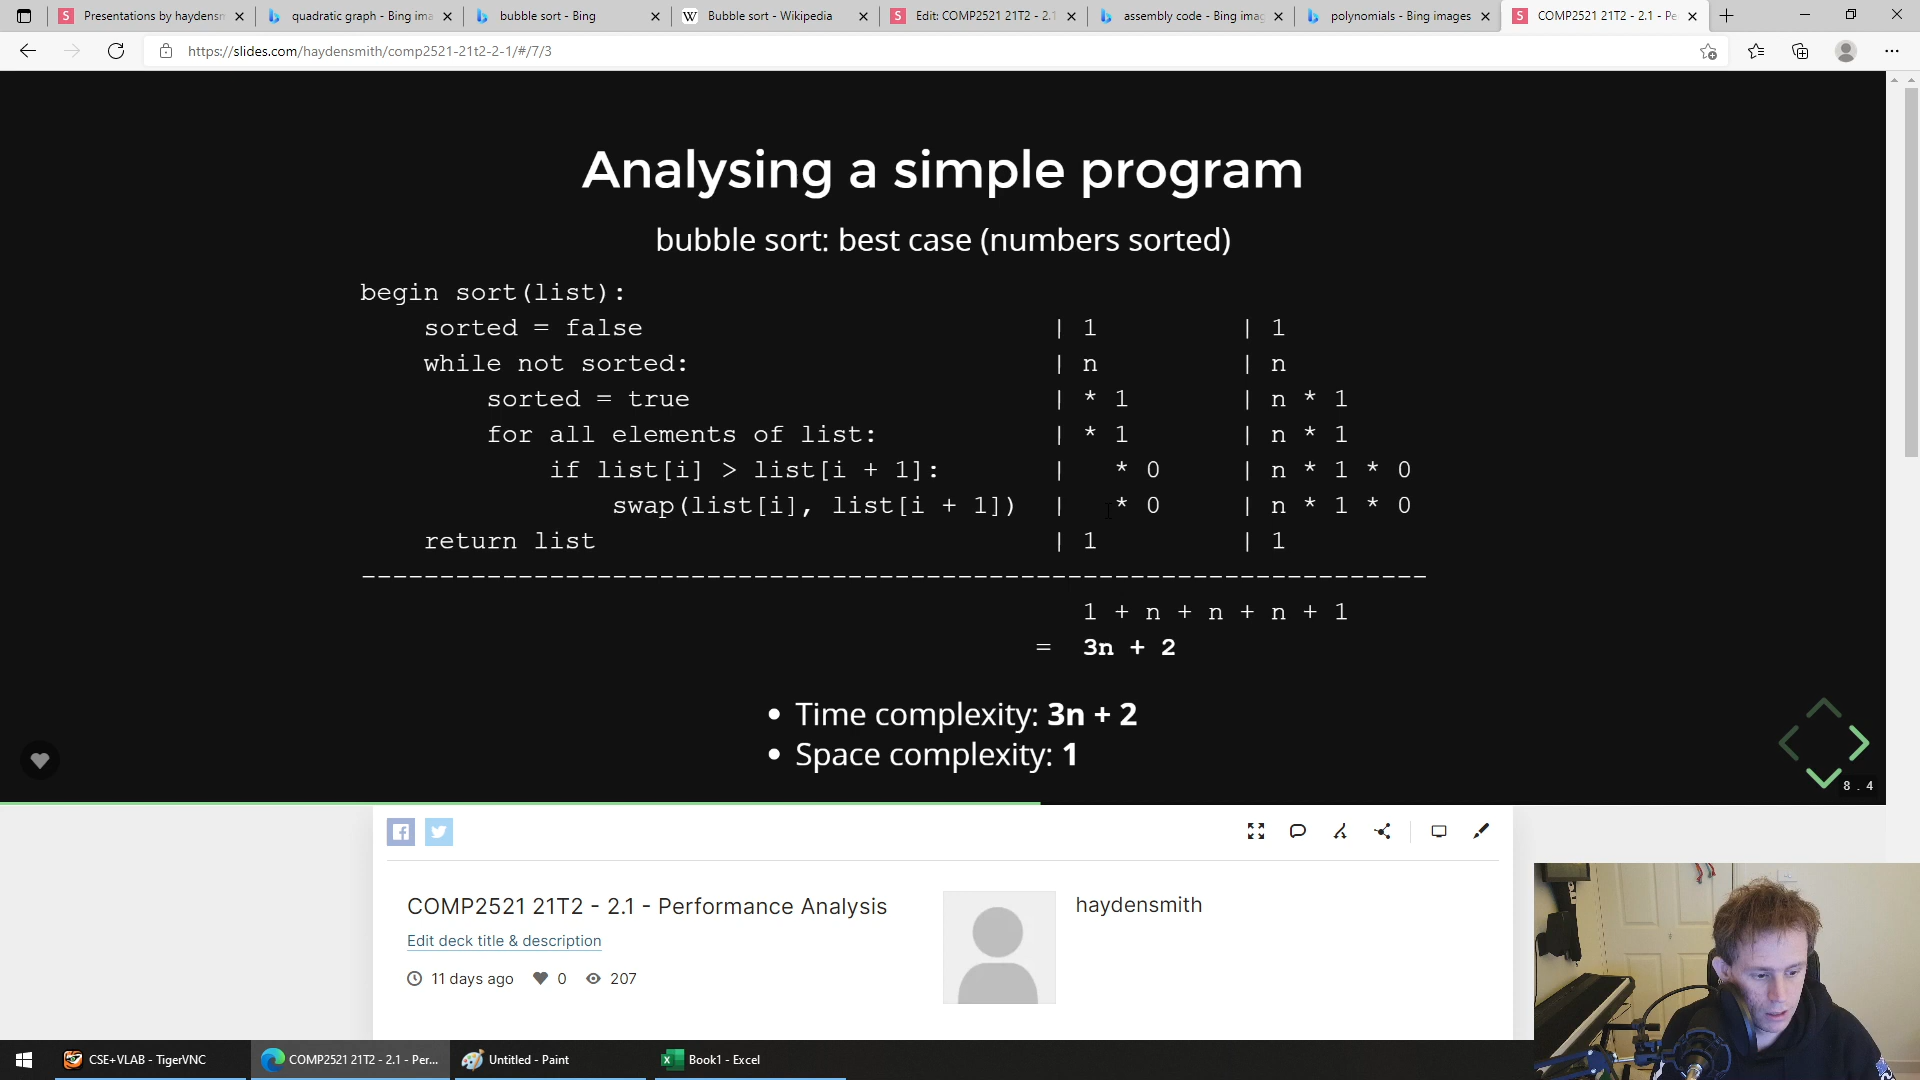 Presentations by haydensm
quadratic graph - Bing ima
bubble sort - Bing
Bubble sort - Wikipedia
Edit: COMP2521 21T2 - 2.1
assembly code - Bing imag
polynomials - Bing images
COMP2521 21T2 - 2.1 - Pe
https://slides.com/haydensmith/comp2521-21t2-2-1/#/7/3
Analysing a simple program
bubble sort: best case (numbers sorted)
begin sort(list):
sorted = false | 1 | 1
while not sorted: | n | n
sorted = true | * 1 | n * 1
for all elements of list: | * 1 | n * 1
if list[i] > list[i + 1]: | * 0 | n * 1 * 0
swap(list[i], list[i + 1]) | * 0 | n * 1 * 0
return list | 1 | 1
--------------------------------------------------------------------
1 + n + n + n + 1
= 3n + 2
• Time complexity: 3n + 2
• Space complexity: 1
8 . 4
COMP2521 21T2 - 2.1 - Performance Analysis
haydensmith
Edit deck title & description
11 days ago 0 207
CSE+VLAB - TigerVNC
COMP2521 21T2 - 2.1 - Per...
Untitled - Paint
Book1 - Excel